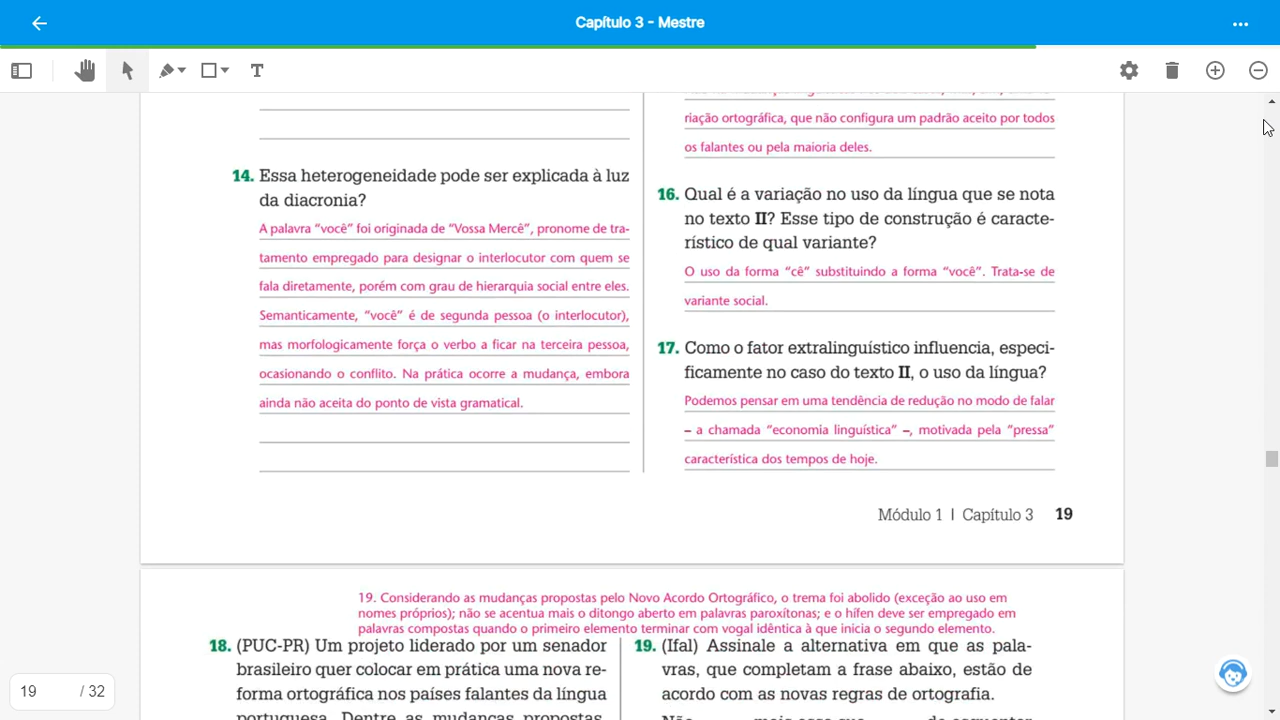 Capítulo 3 - Mestre
riação ortográfica, que não configura um padrão aceito por todos
os falantes ou pela maioria deles.
14. Essa heterogeneidade pode ser explicada à luz
da diacronia?
A palavra “você” foi originada de “Vossa Mercê”, pronome de tra-
tamento empregado para designar o interlocutor com quem se
fala diretamente, porém com grau de hierarquia social entre eles.
Semanticamente, “você” é de segunda pessoa (o interlocutor),
mas morfologicamente força o verbo a ficar na terceira pessoa,
ocasionando o conflito. Na prática ocorre a mudança, embora
ainda não aceita do ponto de vista gramatical.
16. Qual é a variação no uso da língua que se nota
no texto II? Esse tipo de construção é caracte-
rístico de qual variante?
O uso da forma “cê” substituindo a forma “você”. Trata-se de
variante social.
17. Como o fator extralinguístico influencia, especi-
ficamente no caso do texto II, o uso da língua?
Podemos pensar em uma tendência de redução no modo de falar
– a chamada “economia linguística” –, motivada pela “pressa”
característica dos tempos de hoje.
Módulo 1 | Capítulo 3 19
19. Considerando as mudanças propostas pelo Novo Acordo Ortográfico, o trema foi abolido (exceção ao uso em
nomes próprios); não se acentua mais o ditongo aberto em palavras paroxítonas; e o hífen deve ser empregado em
palavras compostas quando o primeiro elemento terminar com vogal idêntica à que inicia o segundo elemento.
18. (PUC-PR) Um projeto liderado por um senador
brasileiro quer colocar em prática uma nova re-
forma ortográfica nos países falantes da língua
portuguesa. Dentre as mudanças propostas,
19. (Ifal) Assinale a alternativa em que as pala-
vras, que completam a frase abaixo, estão de
acordo com as novas regras de ortografia.
19 / 32